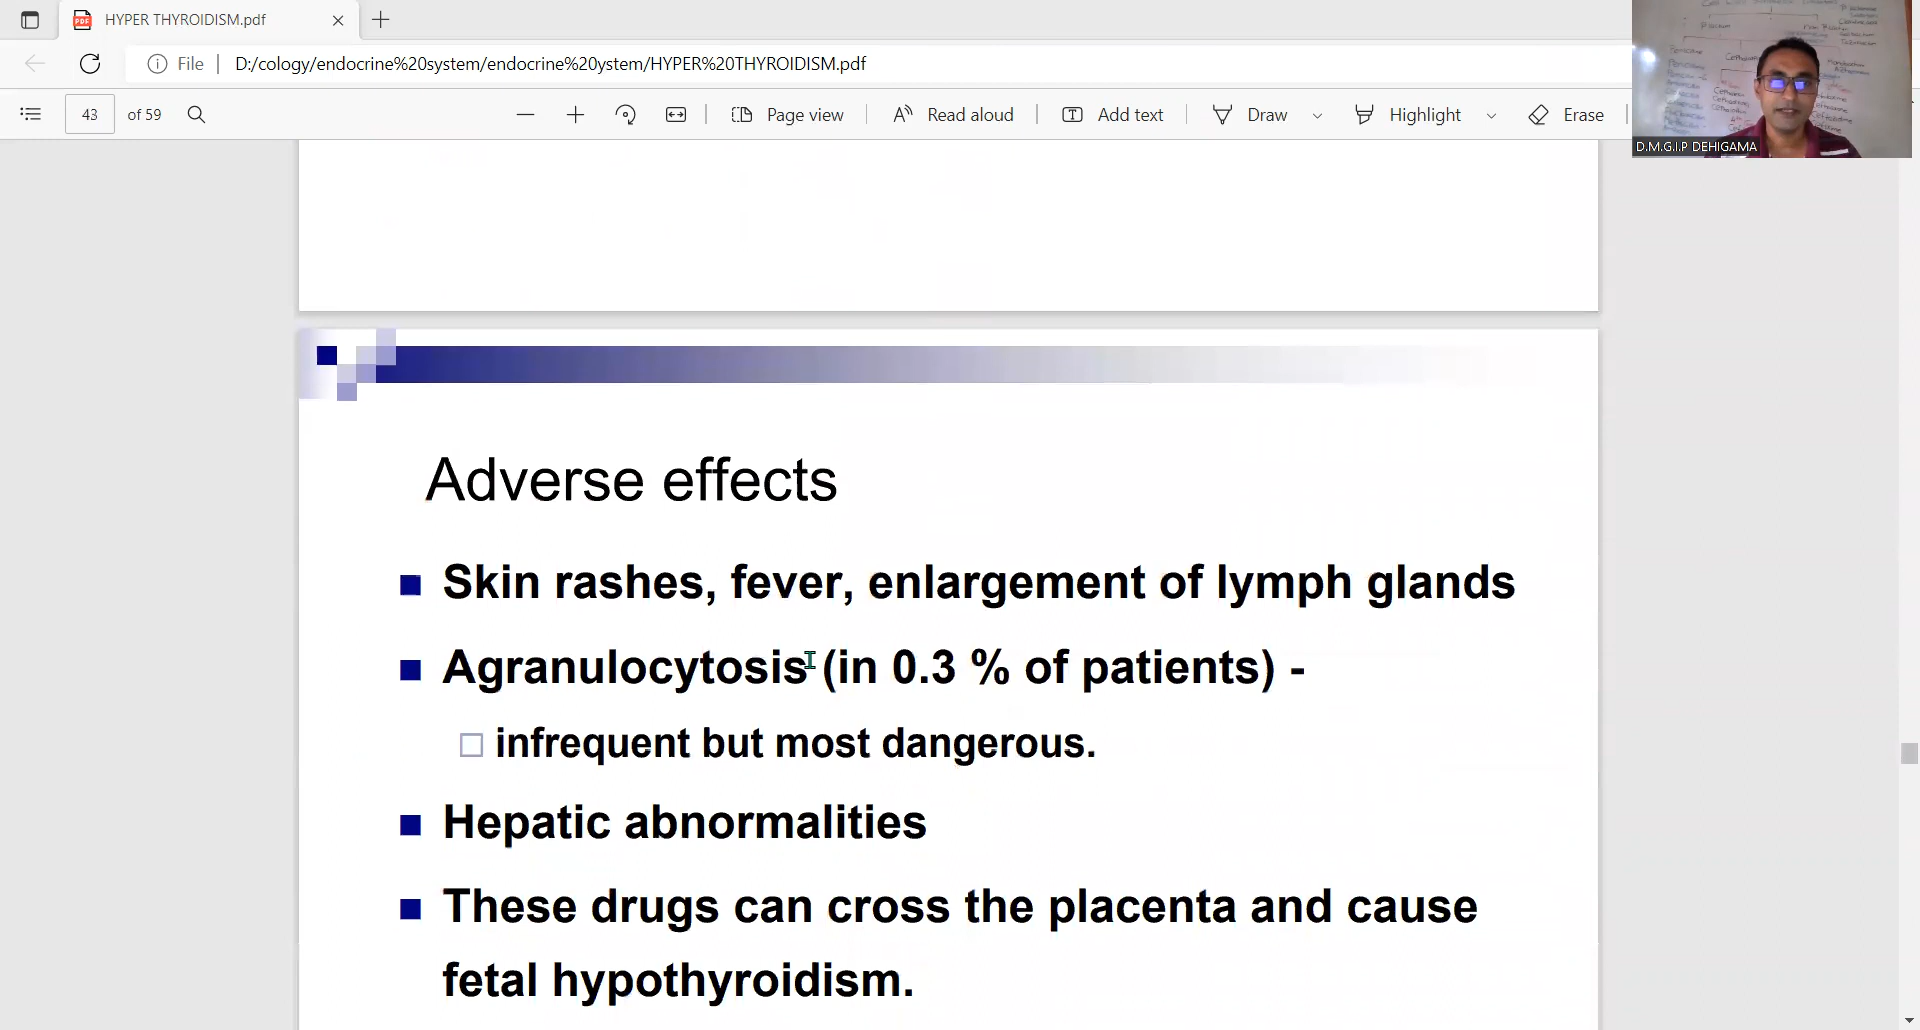 HYPER THYROIDISM.pdf
File
D:/cology/endocrine%20system/endocrine%20ystem/HYPER%20THYROIDISM.pdf
43 of 59
Page view
Read aloud
Add text
Draw
Highlight
Erase
D.M.G.I.P DEHIGAMA
Adverse effects
Skin rashes, fever, enlargement of lymph glands
Agranulocytosis (in 0.3 % of patients) -
infrequent but most dangerous.
Hepatic abnormalities
These drugs can cross the placenta and cause
fetal hypothyroidism.